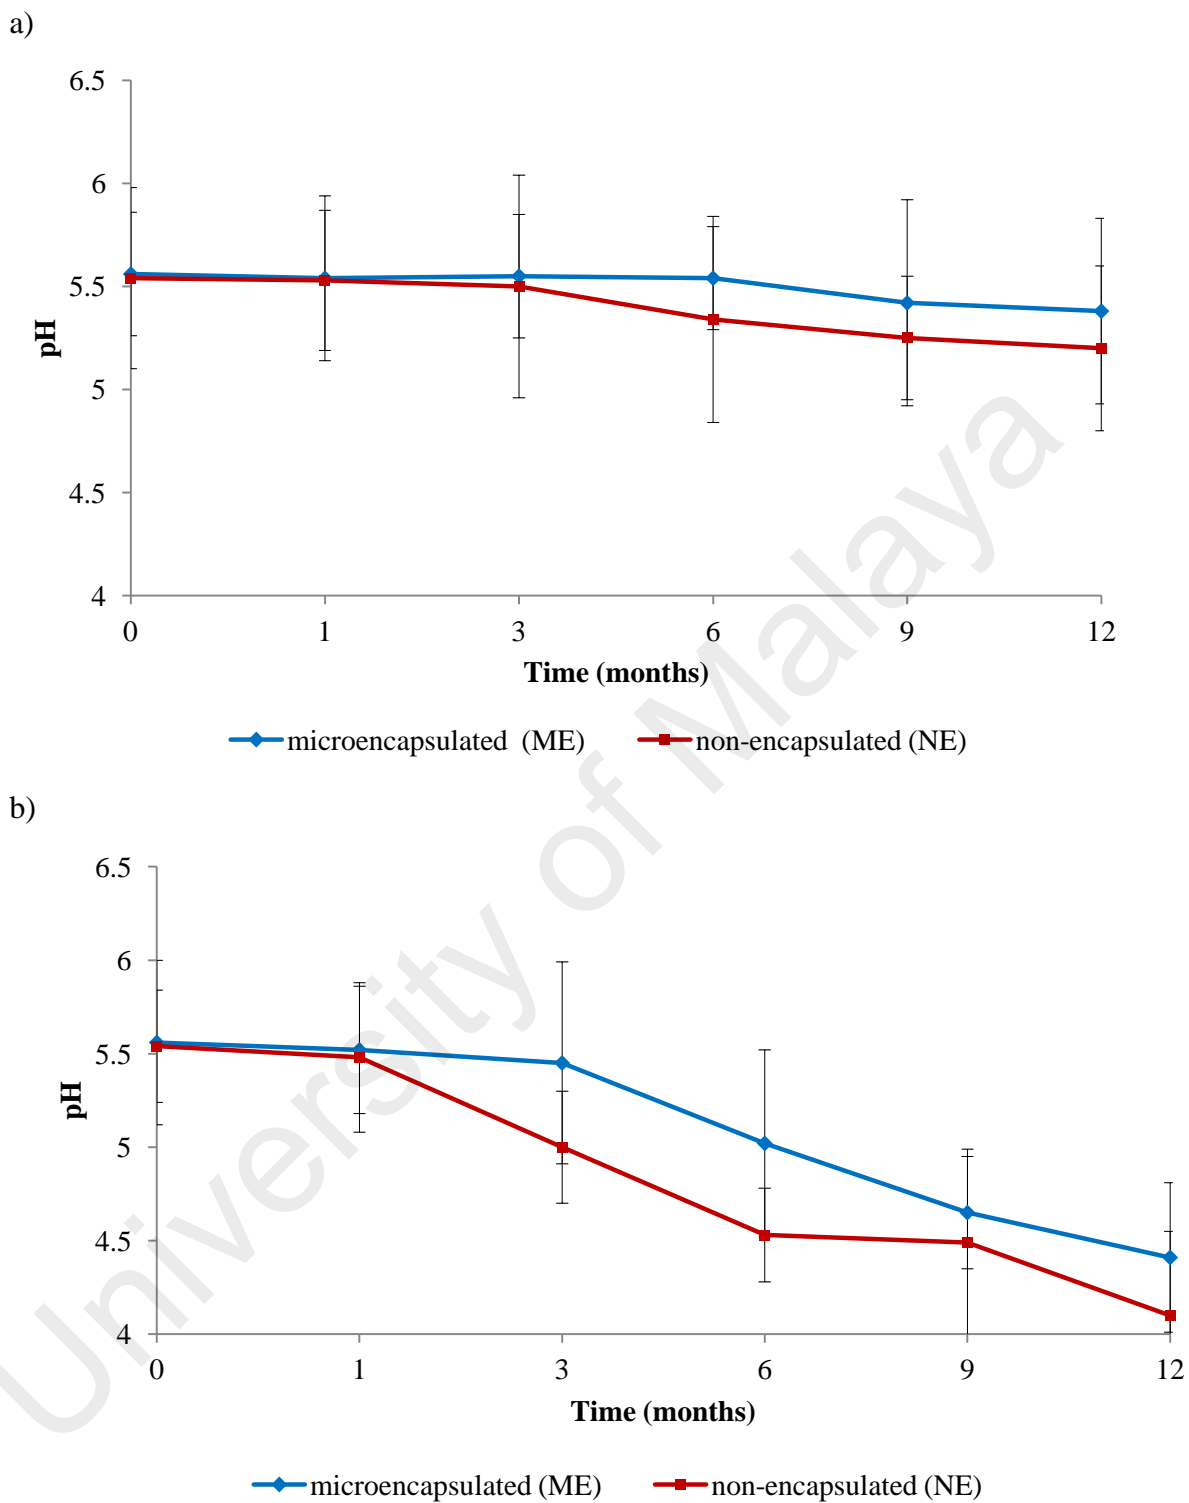 a)
6.5
6
5.5
5
4.5
4
pH
0 1 3 6 9 12
Time (months)
microencapsulated (ME) non-encapsulated (NE)
b)
6.5
6
5.5
5
4.5
4
pH
0 1 3 6 9 12
Time (months)
microencapsulated (ME) non-encapsulated (NE)
University of Malaya